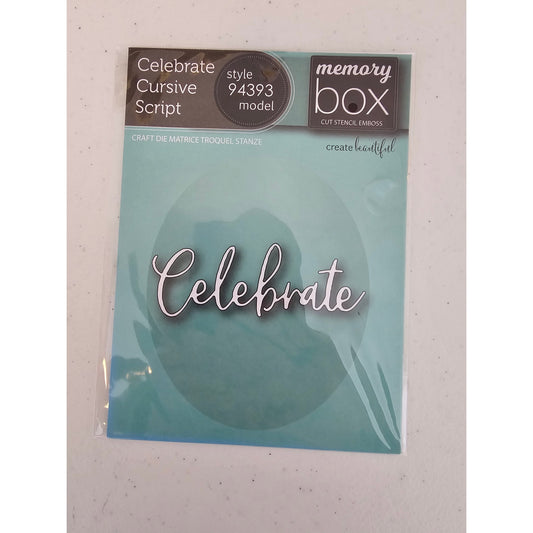 Celebrate
Cursive
Script
style
94393
model
memory
box
CUT STENCIL EMBOSS
CRAFT DIE MATRICE TROQUEL STANZE
create beautiful
Celebrate